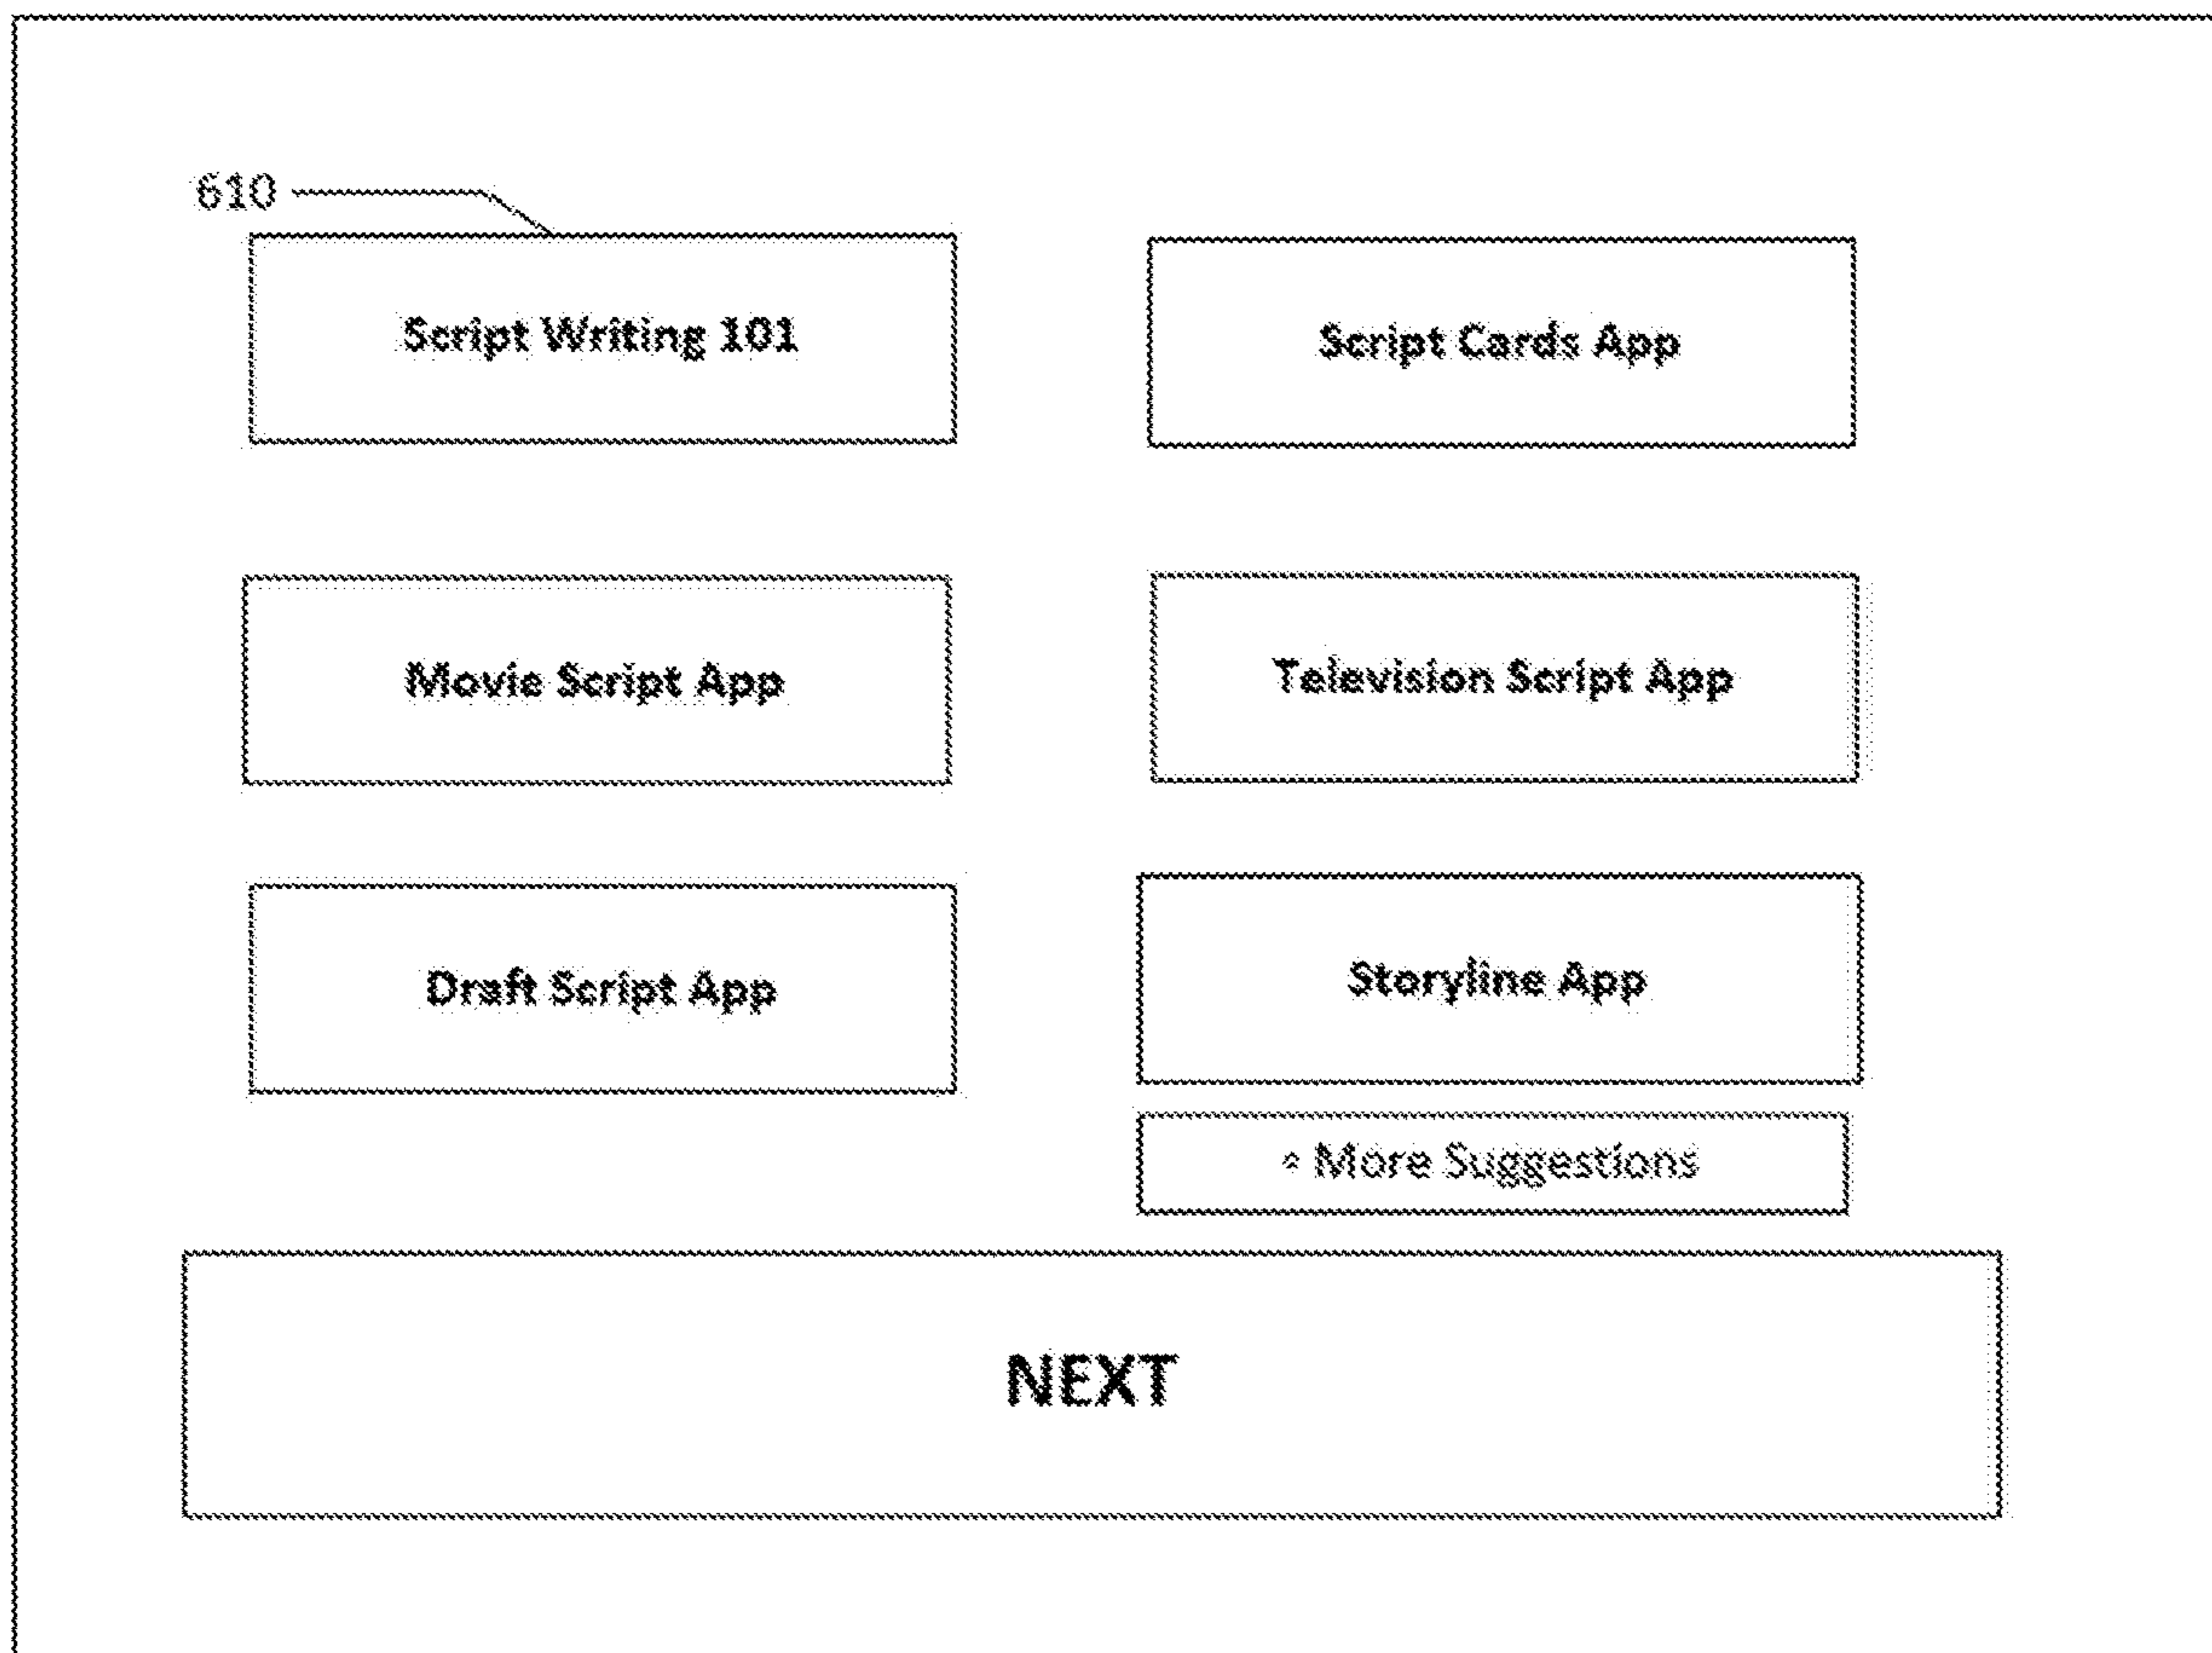 610
Script Writing 101
Script Cards App
Movie Script App
Television Script App
Draft Script App
Storyline App
More Suggestions
NEXT